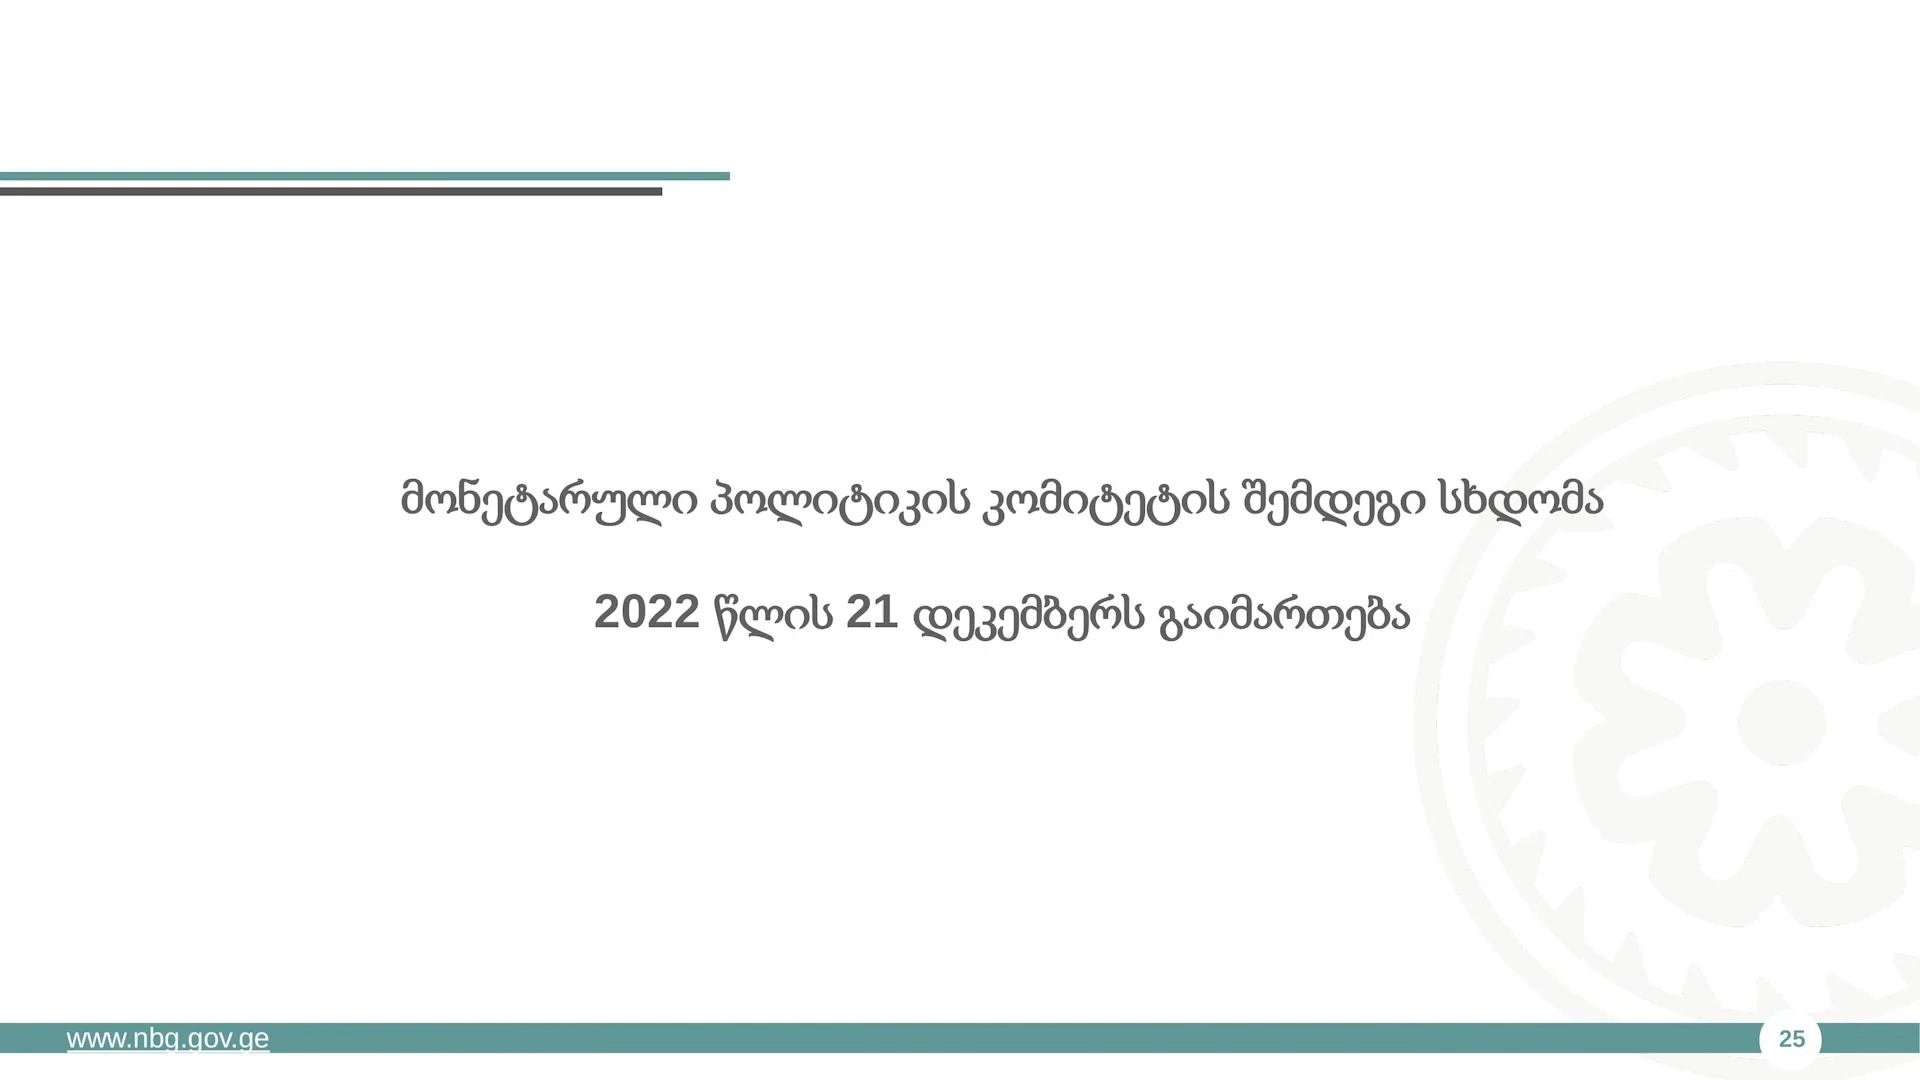 მონეტარული პოლიტიკის კომიტეტის შემდეგი სხდომა
2022 წლის 21 დეკემბერს გაიმართება
www.nbg.gov.ge
25